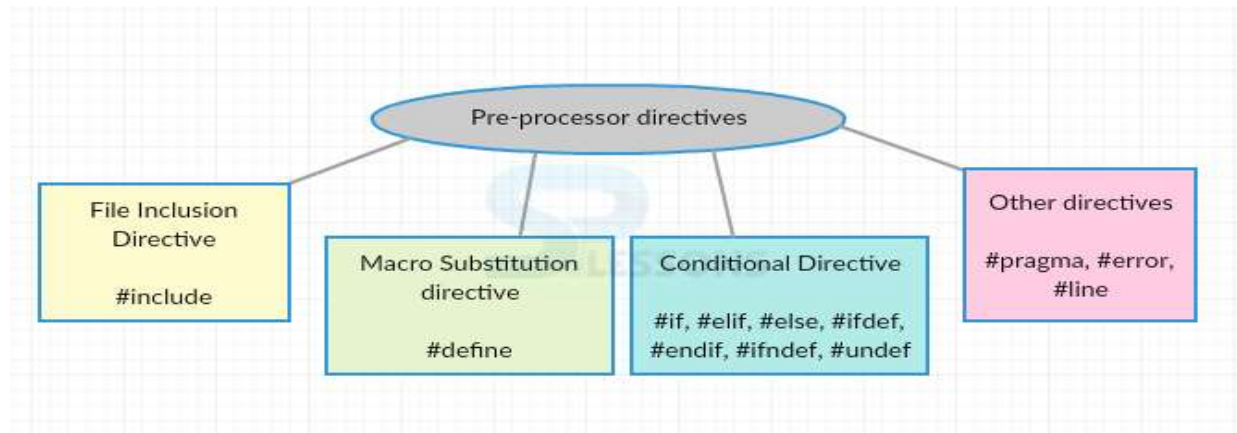 Pre-processor directives
File Inclusion
Directive
#include
Macro Substitution
directive
#define
Conditional Directive
#if, #elif, #else, #ifdef,
#endif, #ifndef, #undef
Other directives
#pragma, #error,
#line
LESSONS